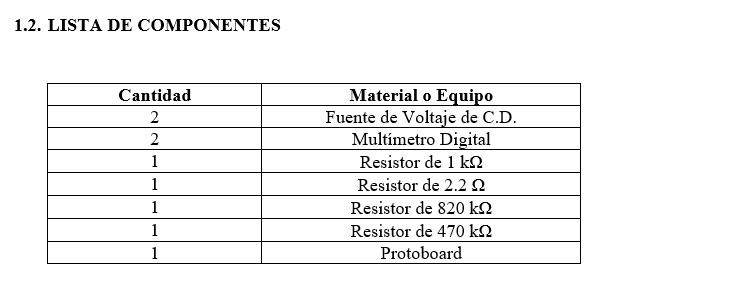 1.2. LISTA DE COMPONENTES
Cantidad Material o Equipo
2 Fuente de Voltaje de C.D.
2 Multímetro Digital
1 Resistor de 1 kΩ
1 Resistor de 2.2 Ω
1 Resistor de 820 kΩ
1 Resistor de 470 kΩ
1 Protoboard